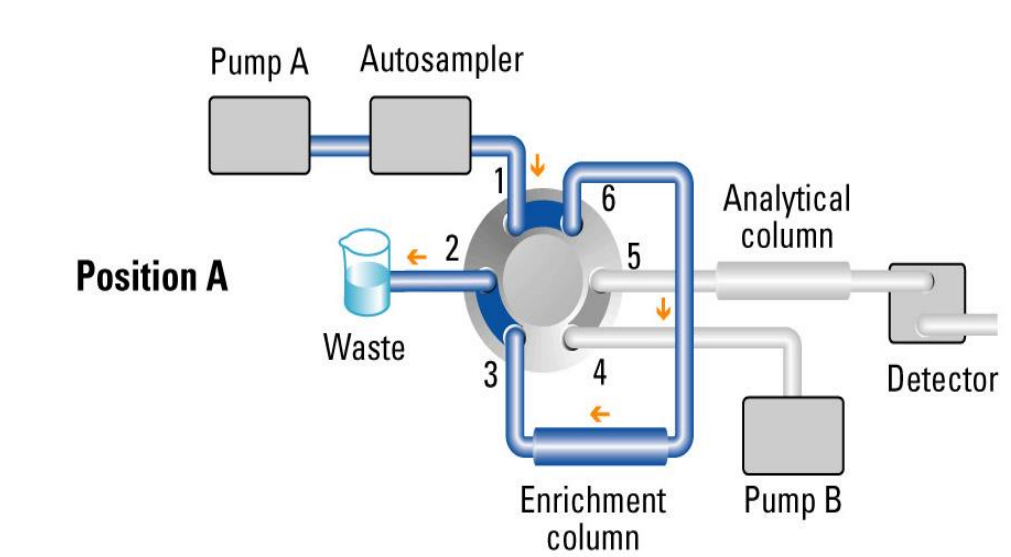 Pump A
Autosampler
1
6
Analytical
column
2
5
Position A
Waste
3
4
Detector
Enrichment
column
Pump B